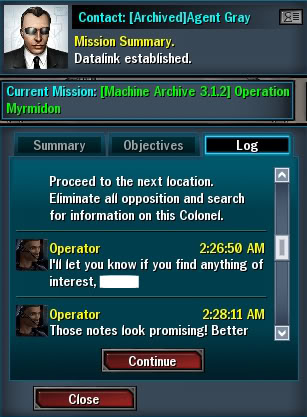 Contact: [Archived]Agent Gray
Mission Summary.
Datalink established.
Current Mission: [Machine Archive 3.1.2] Operation
Myrmidon
Summary
Objectives
Log
Proceed to the next location.
Eliminate all opposition and search
for information on this Colonel.
Operator 2:26:50 AM
I'll let you know if you find anything of
interest,
Operator 2:28:11 AM
Those notes look promising! Better
Continue
Close